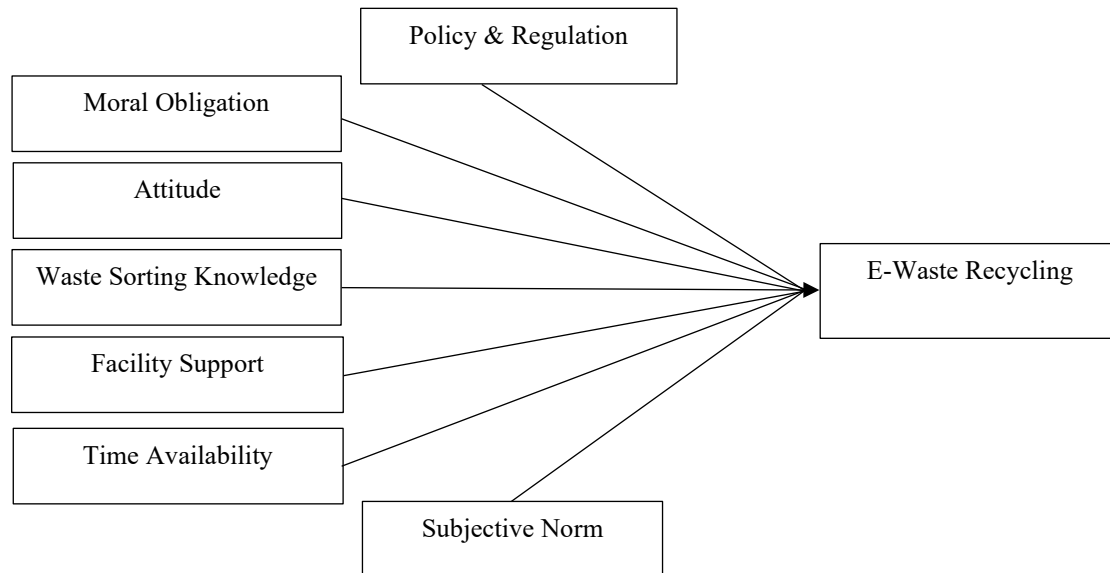 Policy & Regulation
Moral Obligation
Attitude
Waste Sorting Knowledge
E-Waste Recycling
Facility Support
Time Availability
Subjective Norm